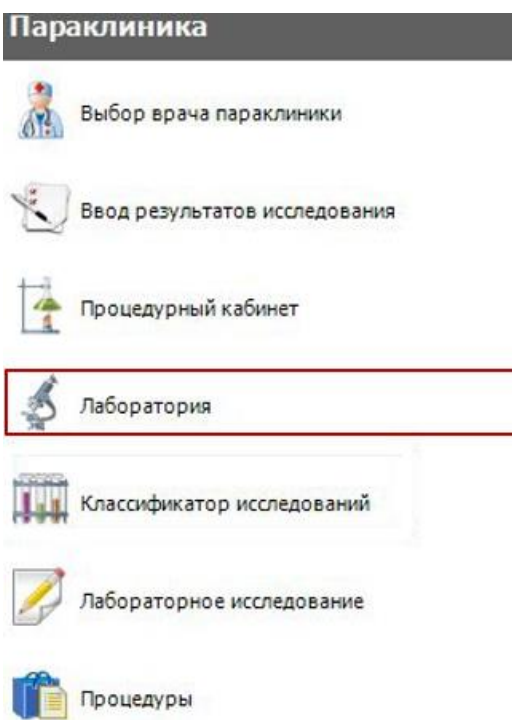 Параклиника
Выбор врача параклиники
Ввод результатов исследования
Процедурный кабинет
Лаборатория
Классификатор исследований
Лабораторное исследование
Процедуры